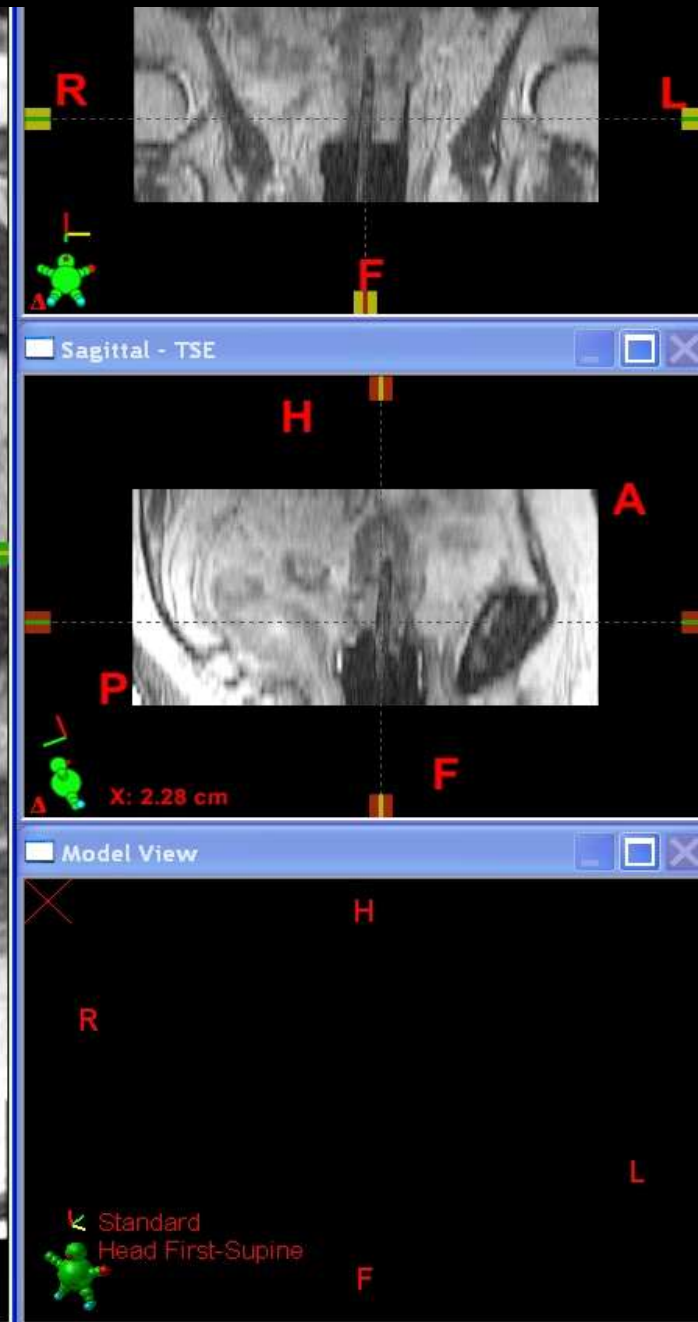 R
L
F
Δ
Sagittal - TSE
H
A
P
F
Δ
X: 2.28 cm
Model View
H
R
L
Standard
Head First-Supine
F